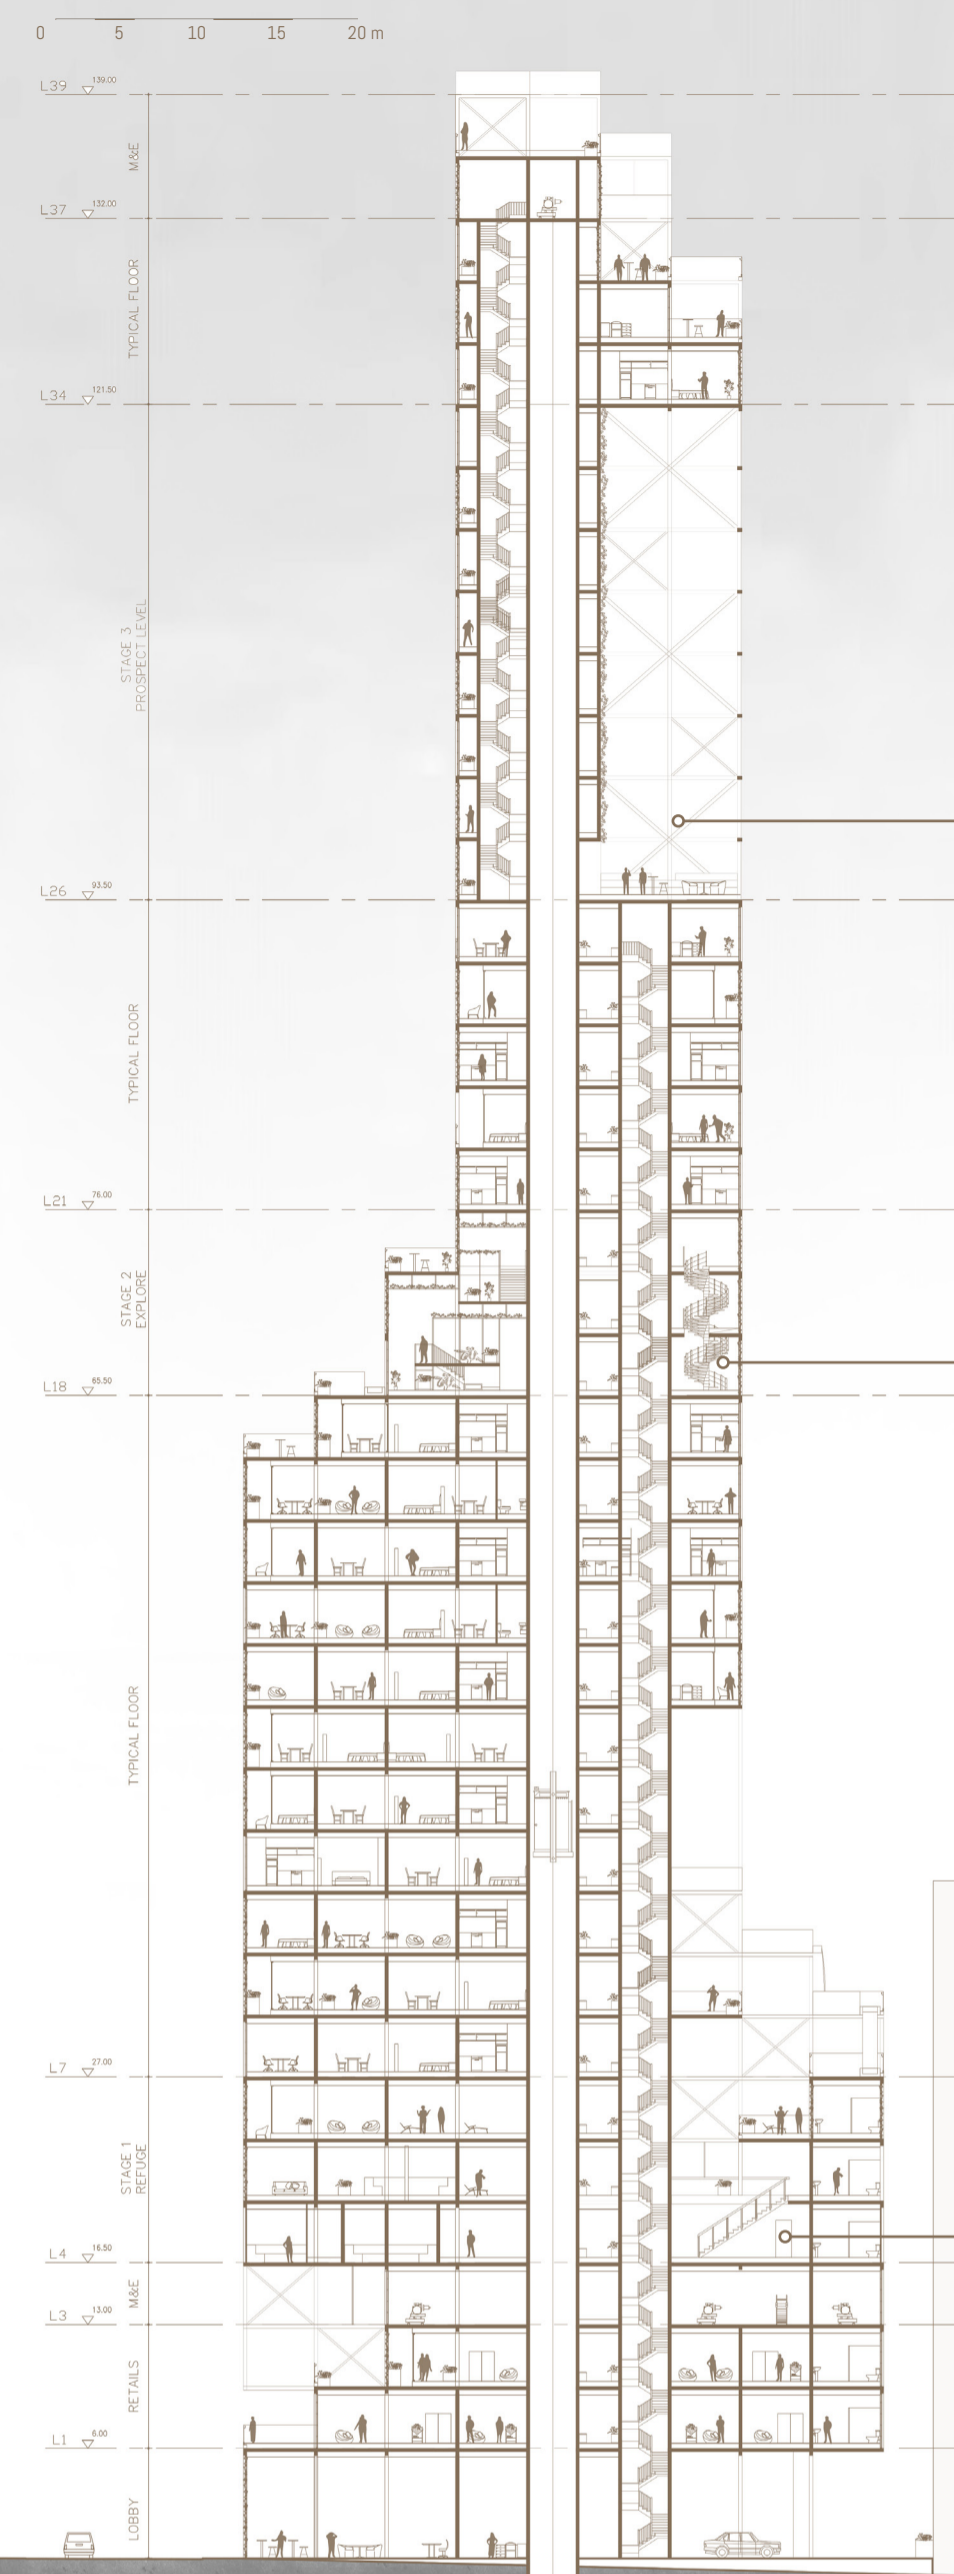 0 5 10 15 20 m
L39 139.00
M&E
L37 132.00
TYPICAL FLOOR
L34 121.50
STAGE 3
PROSPECT LEVEL
L26 93.50
TYPICAL FLOOR
L21 76.00
STAGE 2
EXPLORE
L18 65.50
TYPICAL FLOOR
L7 27.00
STAGE 1
REFUGE
L4 16.50
M&E
L3 13.00
RETAILS
L1 6.00
LOBBY